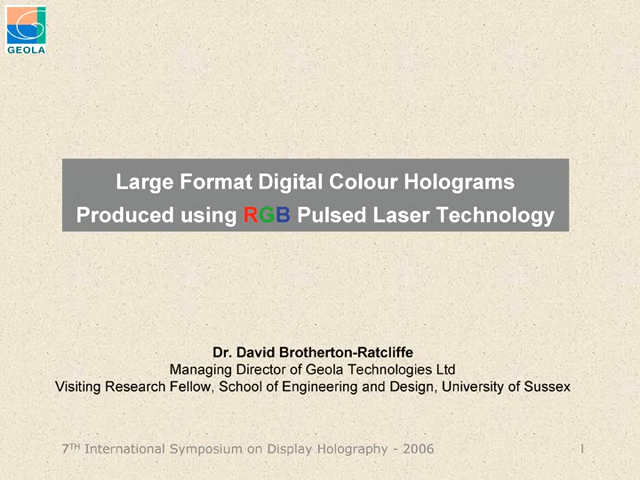 GEOLA
Large Format Digital Colour Holograms
Produced using RGB Pulsed Laser Technology
Dr. David Brotherton-Ratcliffe
Managing Director of Geola Technologies Ltd
Visiting Research Fellow, School of Engineering and Design, University of Sussex
7TH International Symposium on Display Holography - 2006 1